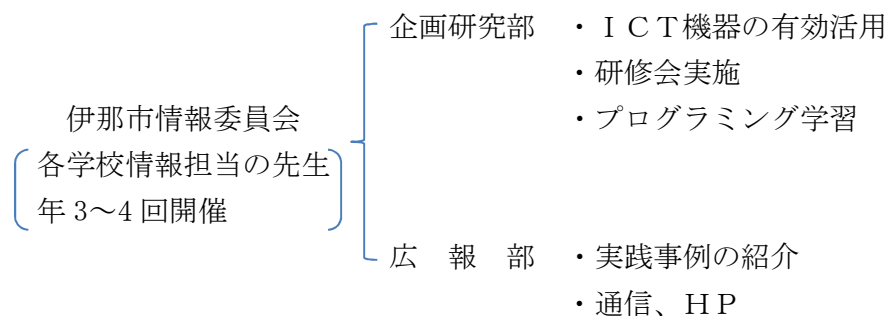 企画研究部 ・ＩＣＴ機器の有効活用
・研修会実施
・プログラミング学習
伊那市情報委員会
各学校情報担当の先生
年 3～4 回開催
広 報 部 ・実践事例の紹介
・通信、ＨＰ